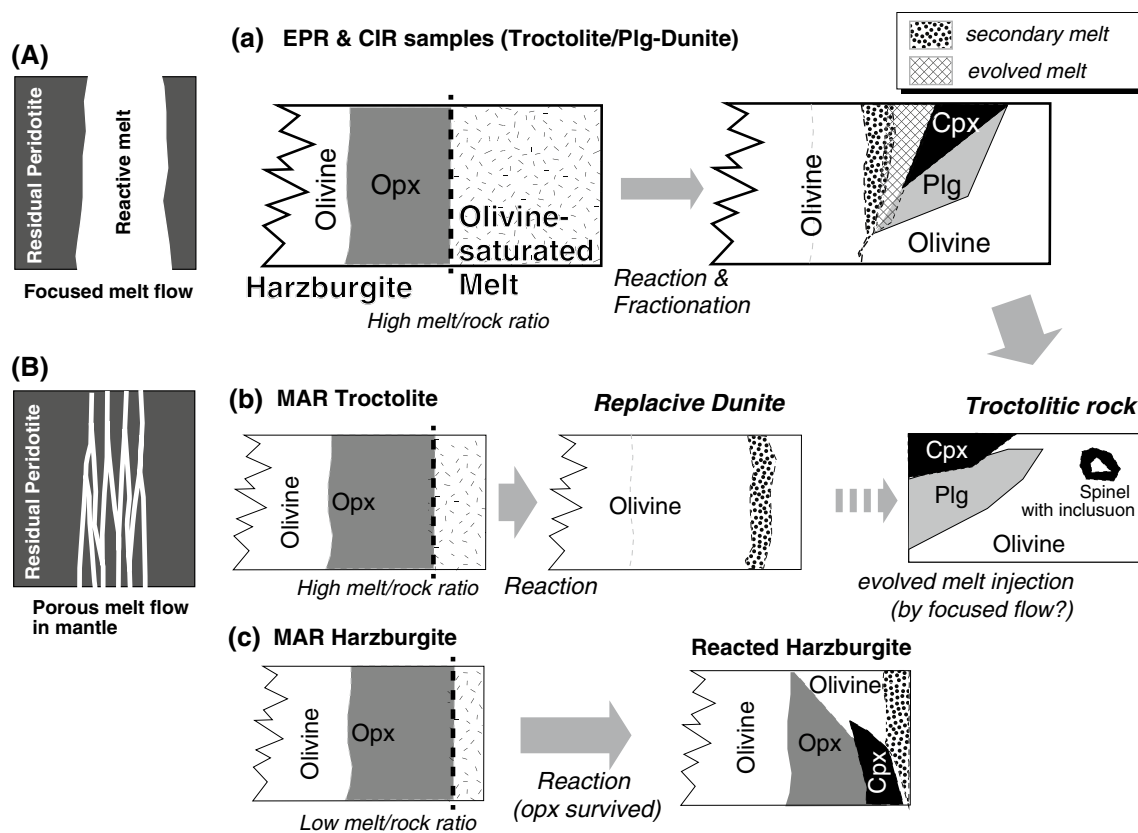 (A)
Residual Peridotite
Reactive melt
Focused melt flow
(a) EPR & CIR samples (Troctolite/Plg-Dunite)
secondary melt
evolved melt
Olivine
Opx
Olivine-
saturated
Melt
Harzburgite
High melt/rock ratio
Reaction &
Fractionation
Olivine
Cpx
Plg
Olivine
(B)
Residual Peridotite
Porous melt flow
in mantle
(b) MAR Troctolite
Olivine
Opx
High melt/rock ratio
Reaction
Replacive Dunite
Olivine
Troctolitic rock
Cpx
Plg
Spinel
with inclusuon
Olivine
evolved melt injection
(by focused flow?)
(c) MAR Harzburgite
Olivine
Opx
Low melt/rock ratio
Reaction
(opx survived)
Reacted Harzburgite
Olivine
Olivine
Opx
Cpx